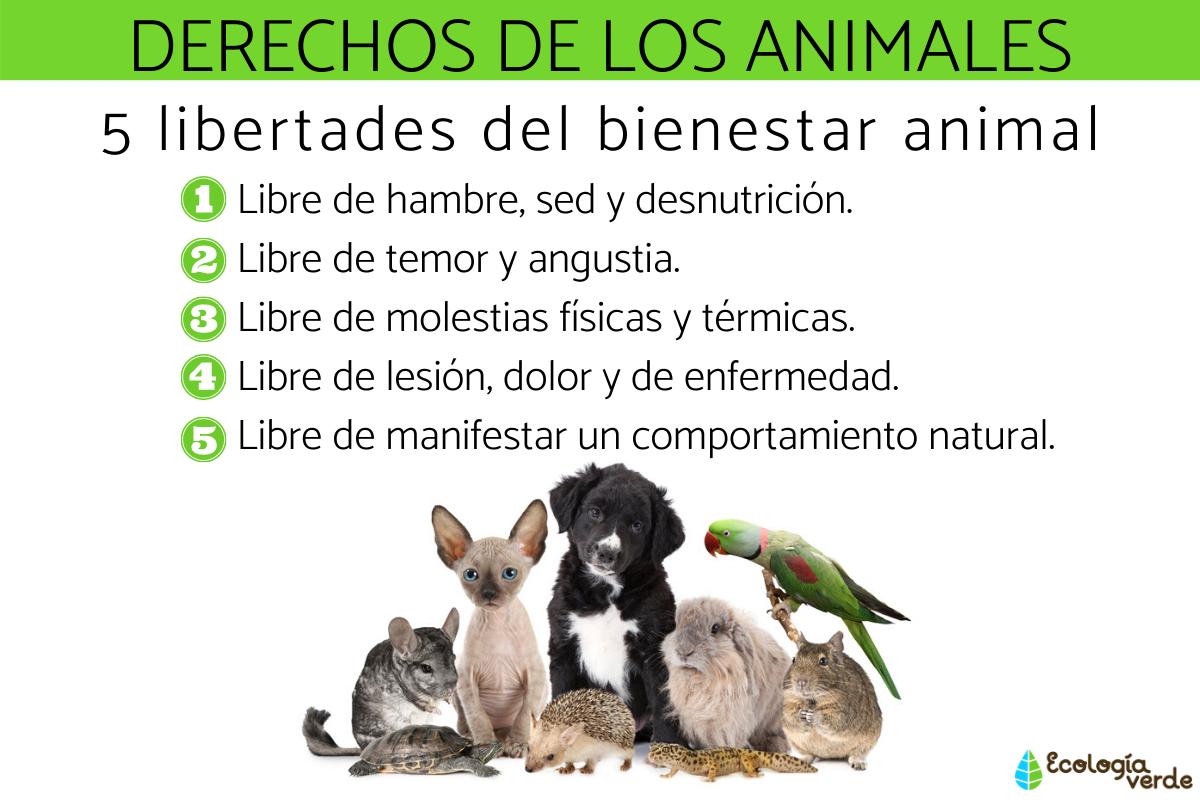 DERECHOS DE LOS ANIMALES
5 libertades del bienestar animal
1 Libre de hambre, sed y desnutrición.
2 Libre de temor y angustia.
3 Libre de molestias físicas y térmicas.
4 Libre de lesión, dolor y de enfermedad.
5 Libre de manifestar un comportamiento natural.
Ecología
verde